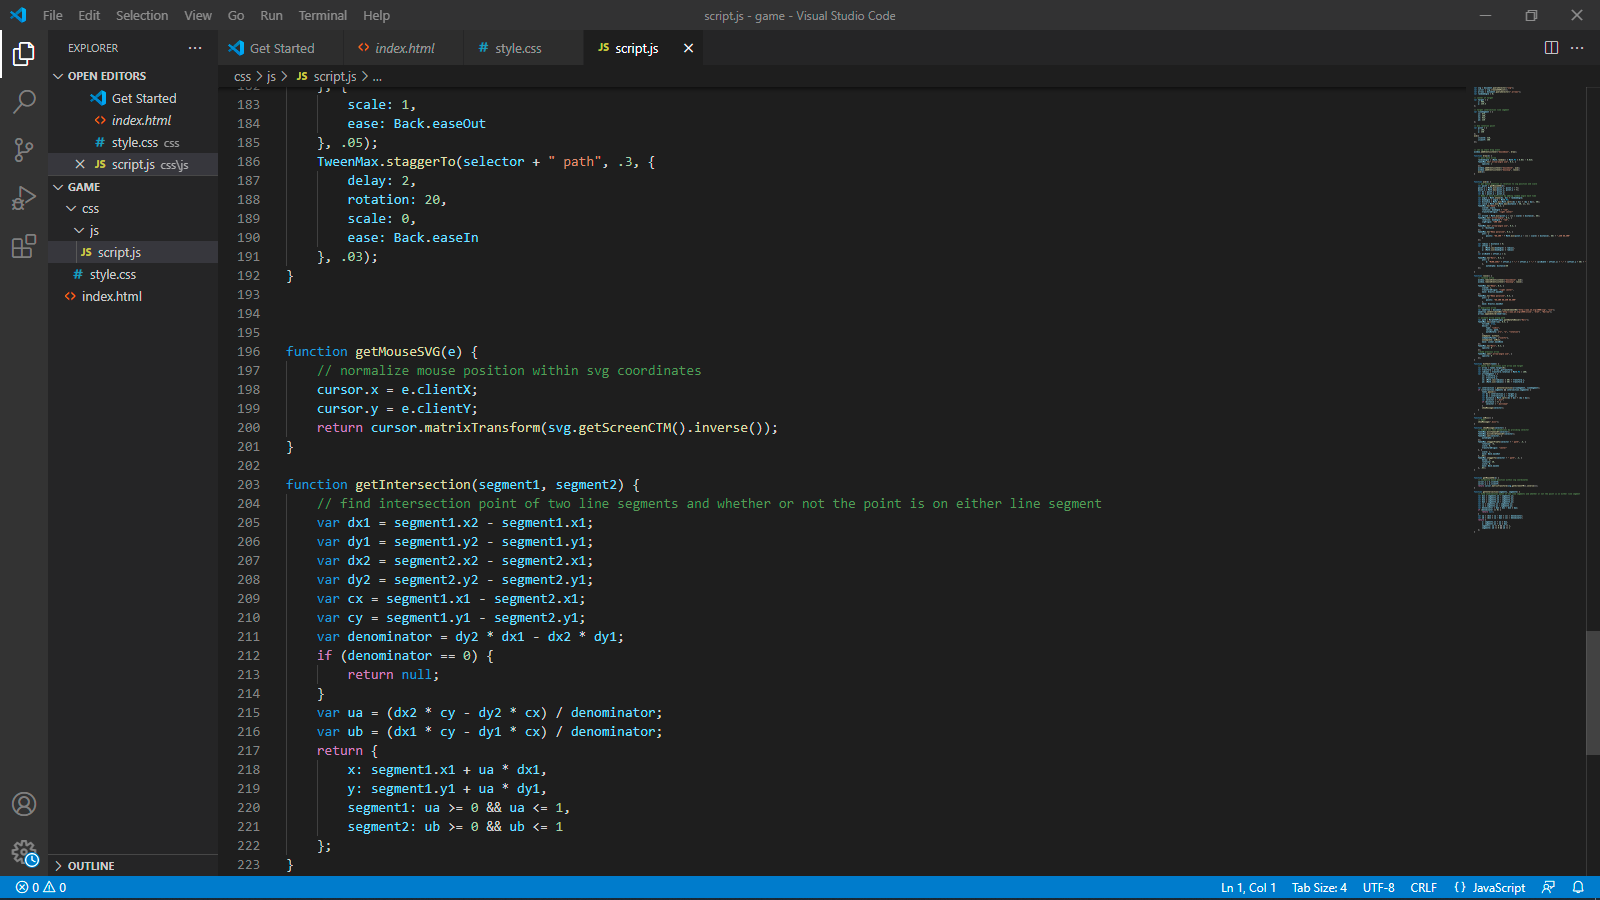 File Edit Selection View Go Run Terminal Help
script.js - game - Visual Studio Code
EXPLORER
Get Started
index.html
style.css
script.js
OPEN EDITORS
Get Started
index.html
style.css css
script.js css\js
GAME
css
js
script.js
style.css
index.html
OUTLINE
css > js > JS script.js > ...
182 }, {
183 scale: 1,
184 ease: Back.easeOut
185 }, .05);
186 TweenMax.staggerTo(selector + " path", .3, {
187 delay: 2,
188 rotation: 20,
189 scale: 0,
190 ease: Back.easeIn
191 }, .03);
192 }
193
194
195
196 function getMouseSVG(e) {
197 // normalize mouse position within svg coordinates
198 cursor.x = e.clientX;
199 cursor.y = e.clientY;
200 return cursor.matrixTransform(svg.getScreenCTM().inverse());
201 }
202
203 function getIntersection(segment1, segment2) {
204 // find intersection point of two line segments and whether or not the point is on either line segment
205 var dx1 = segment1.x2 - segment1.x1;
206 var dy1 = segment1.y2 - segment1.y1;
207 var dx2 = segment2.x2 - segment2.x1;
208 var dy2 = segment2.y2 - segment2.y1;
209 var cx = segment1.x1 - segment2.x1;
210 var cy = segment1.y1 - segment2.y1;
211 var denominator = dy2 * dx1 - dx2 * dy1;
212 if (denominator == 0) {
213 return null;
214 }
215 var ua = (dx2 * cy - dy2 * cx) / denominator;
216 var ub = (dx1 * cy - dy1 * cx) / denominator;
217 return {
218 x: segment1.x1 + ua * dx1,
219 y: segment1.y1 + ua * dy1,
220 segment1: ua >= 0 && ua <= 1,
221 segment2: ub >= 0 && ub <= 1
222 };
223 }
0 0
Ln 1, Col 1 Tab Size: 4 UTF-8 CRLF {} JavaScript